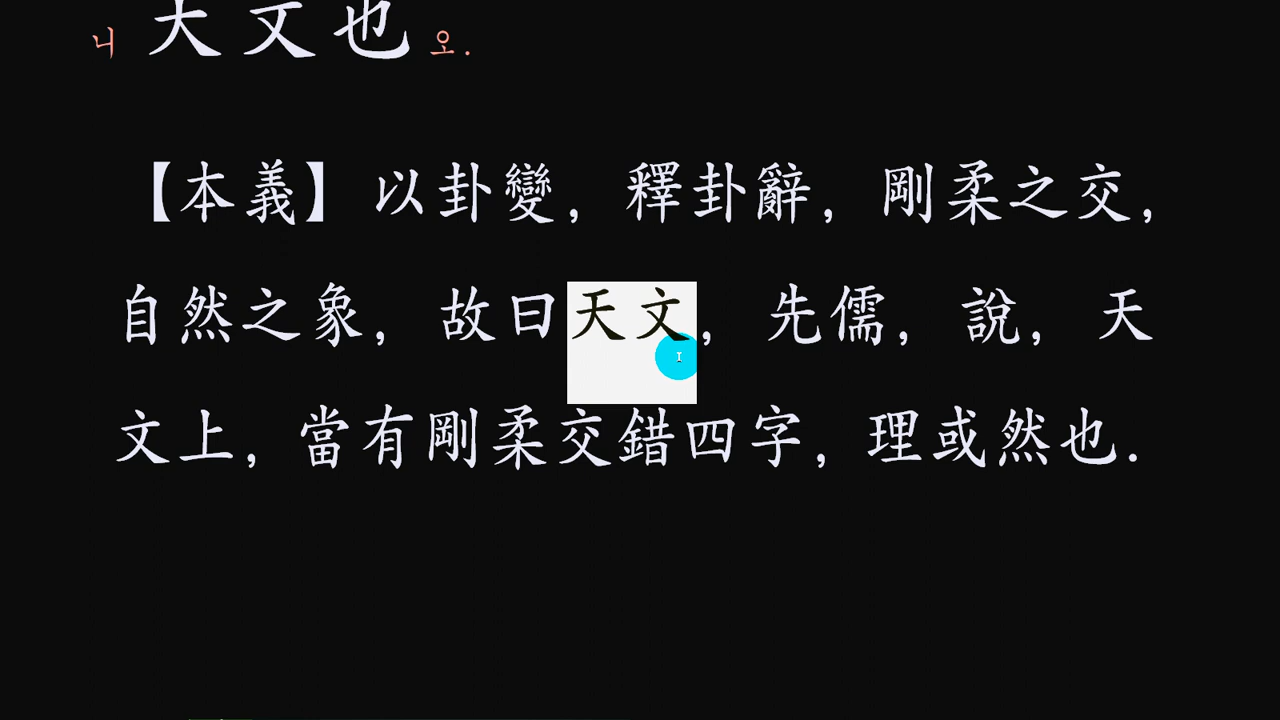 니 天文也 오.
【本義】以卦變, 釋卦辭, 剛柔之交,
自然之象, 故曰天文, 先儒, 說, 天
文上, 當有剛柔交錯四字, 理或然也.